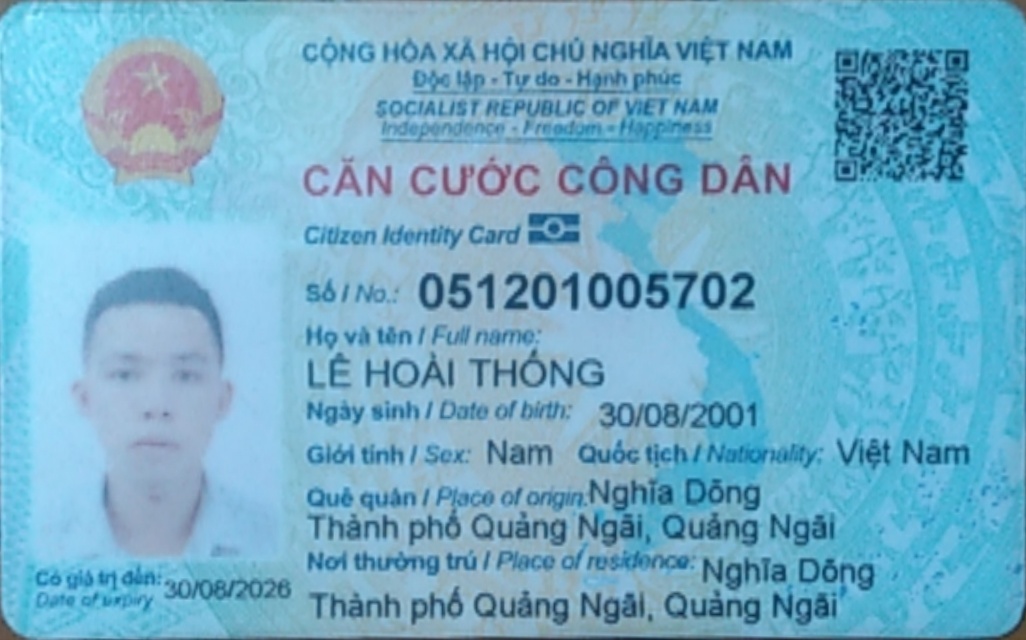 CỘNG HÒA XÃ HỘI CHỦ NGHĨA VIỆT NAM
Độc lập - Tự do - Hạnh phúc
SOCIALIST REPUBLIC OF VIET NAM
Independence - Freedom - Happiness
CĂN CƯỚC CÔNG DÂN
Citizen Identity Card
Số / No.: 051201005702
Họ và tên / Full name:
LÊ HOÀI THỐNG
Ngày sinh / Date of birth: 30/08/2001
Giới tính / Sex: Nam Quốc tịch / Nationality: Việt Nam
Quê quán / Place of origin: Nghĩa Dõng
Thành phố Quảng Ngãi, Quảng Ngãi
Nơi thường trú / Place of residence: Nghĩa Dõng
Thành phố Quảng Ngãi, Quảng Ngãi
Có giá trị đến: 30/08/2026
Date of expiry